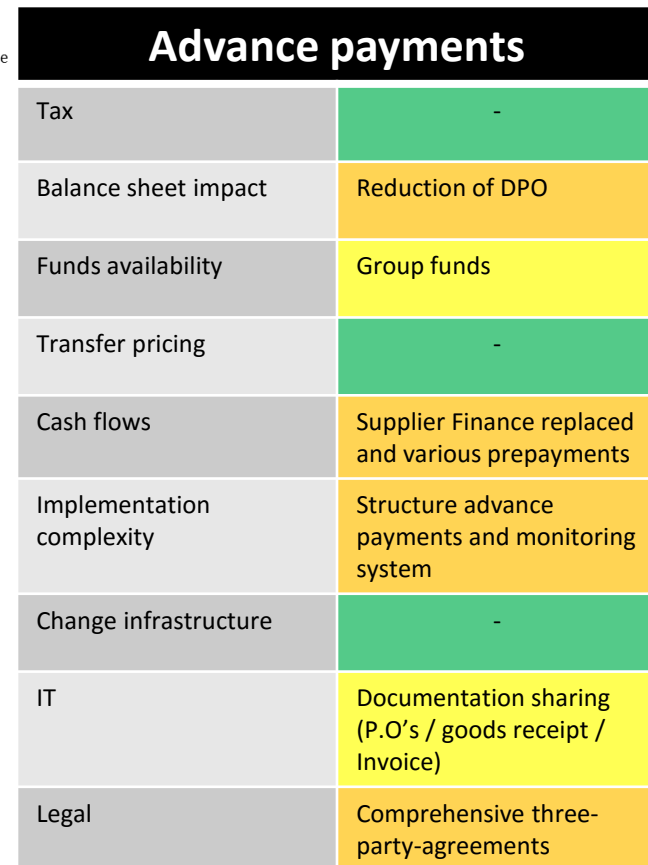 e
Advance payments
Tax
-
Balance sheet impact
Reduction of DPO
Funds availability
Group funds
Transfer pricing
-
Cash flows
Supplier Finance replaced
and various prepayments
Implementation
complexity
Structure advance
payments and monitoring
system
Change infrastructure
-
IT
Documentation sharing
(P.O's / goods receipt /
Invoice)
Legal
Comprehensive three-
party-agreements